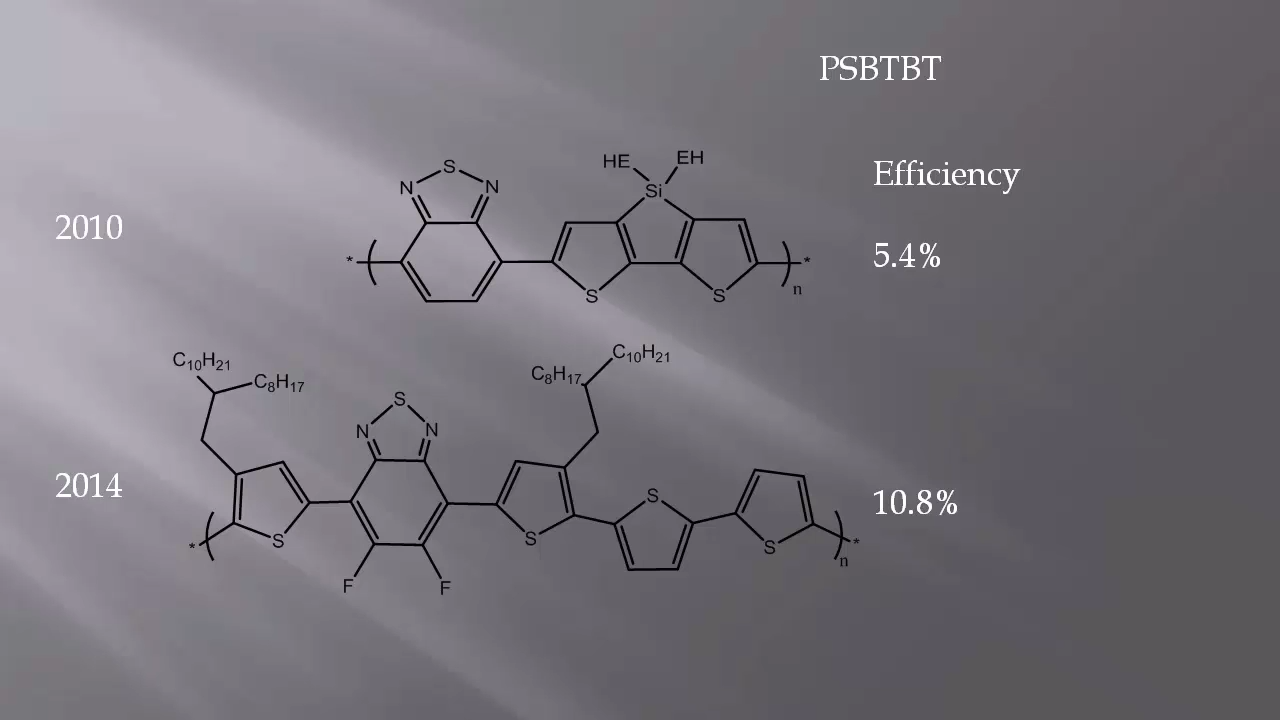 PSBTBT
Efficiency
2010
5.4%
S
N N
HE EH
Si
S S
* ( ) n *
2014
10.8%
C10H21
C8H17
C10H21
C8H17
S
N N
S
S
S
S
F F
* ( ) n *